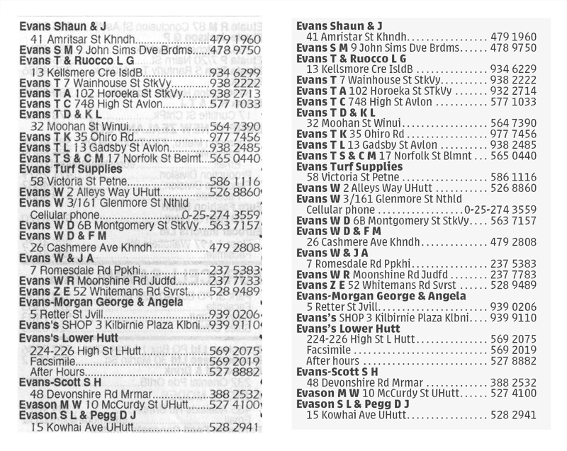 Evans Shaun & J
41 Amritsar St Khndh....479 1960
Evans S M 9 John Sims Dve Brdms.....478 9750
Evans T & Ruocco L G
13 Kellsmere Cre IsldB....934 6299
Evans T 7 Wainhouse St StkVy....938 2222
Evans T A 102 Horoeka St StkVy....938 2713
Evans T C 748 High St Avlon....577 1033
Evans T D & K L
32 Moohan St Winui....564 7390
Evans T K 35 Ohiro Rd....977 7456
Evans T L 13 Gadsby St Avlon....938 2485
Evans T S & C M 17 Norfolk St Belmt...565 0440
Evans Turf Supplies
58 Victoria St Petne....586 1116
Evans W 2 Alleys Way UHutt....526 8860
Evans W 3/161 Glenmore St Nthld
Cellular phone....0-25-274 3559
Evans W D 6B Montgomery St StkVy....563 7157
Evans W D & F M
26 Cashmere Ave Khndh....479 2808
Evans W & J A
7 Romesdale Rd Ppkhi....237 5383
Evans W R Moonshine Rd Judfd....237 7733
Evans Z E 52 Whitemans Rd Svrst....528 9489
Evans-Morgan George & Angela
5 Retter St Jvill....939 0206
Evans's SHOP 3 Kilbirnie Plaza Klbni...939 9110
Evans's Lower Hutt
224-226 High St LHutt....569 2075
Facsimile....569 2019
After Hours....527 8882
Evans-Scott S H
48 Devonshire Rd Mrmar....388 2532
Evason M W 10 McCurdy St UHutt....527 4100
Evason S L & Pegg D J
15 Kowhai Ave UHutt....528 2941
Evans Shaun & J
41 Amristar St Khndh....479 1960
Evans S M 9 John Sims Dve Brdms....478 9750
Evans T & Ruocco L G
13 Kellsmere Cre IsldB....934 6229
Evans T 7 Wainhouse St StkVy....938 2222
Evans T A 102 Horoeka St STkVy....932 2714
Evans T C 748 High St Avlon....577 1033
Evans T D & K L
32 Moohan St Winui....564 7390
Evans T K 35 Ohiro Rd....977 7456
Evans T L 13 Gadsby St Avlon....938 2485
Evans T S & C M 17 Norfolk St Blmnt...565 0440
Evans Turf Supplies
58 Victoria St Petne....586 1116
Evans W 2 Alleys Way UHutt....526 8860
Evans W 3/161 Glenmore St Nthld
Cellular phone....0-25-274 3559
Evans W D 6B Montgomery St StkVy....563 7157
Evans W D & F M
26 Cashmere Ave Khndh....479 2808
Evans W & J A
7 Romesdale Rd Ppkhi....237 5383
Evans W R Moonshine Rd Judfd....237 7783
Evans Z E 52 Whitemans Rd Svrst....528 9489
Evans-Morgan George & Angela
5 Retter St Jvill....939 0206
Evans's SHOP 3 Kilbirnie Plaza Klbni....939 9110
Evans's Lower Hutt
224-226 High St L Hutt....569 2075
Facsimile....569 2019
After hours....527 8882
Evans-Scott S H
48 Devonshire Rd Mrmar....388 2532
Evason M W 10 McCurdy St UHutt....527 4100
Evason S L & Pegg D J
15 Kowhai Ave UHutt....528 2941